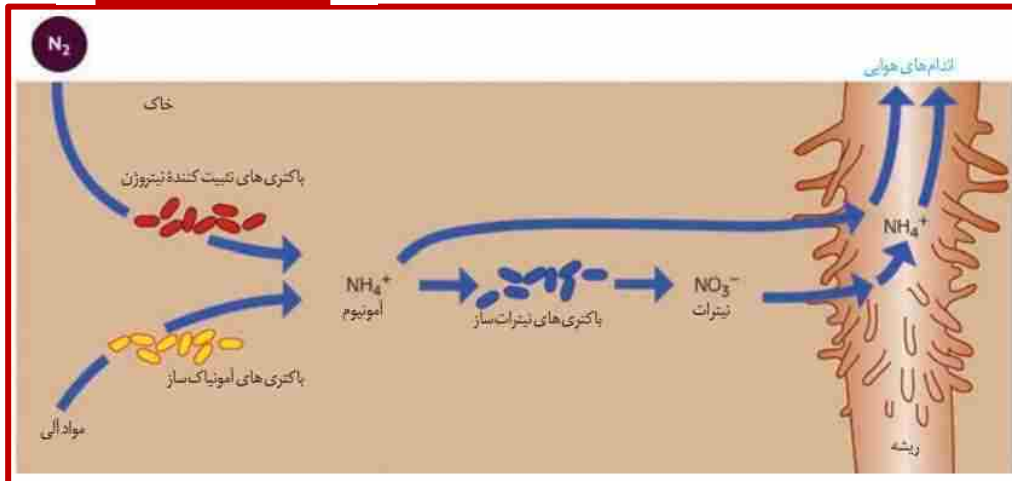 N₂
اندام‌های هوایی
خاک
باکتری‌های تثبیت کنندهٔ نیتروژن
NH₄⁺
NH₄⁺
آمونیوم
باکتری‌های نیترات‌ساز
NO₃⁻
نیترات
باکتری‌های آمونیاک‌ساز
مواد آلی
ریشه